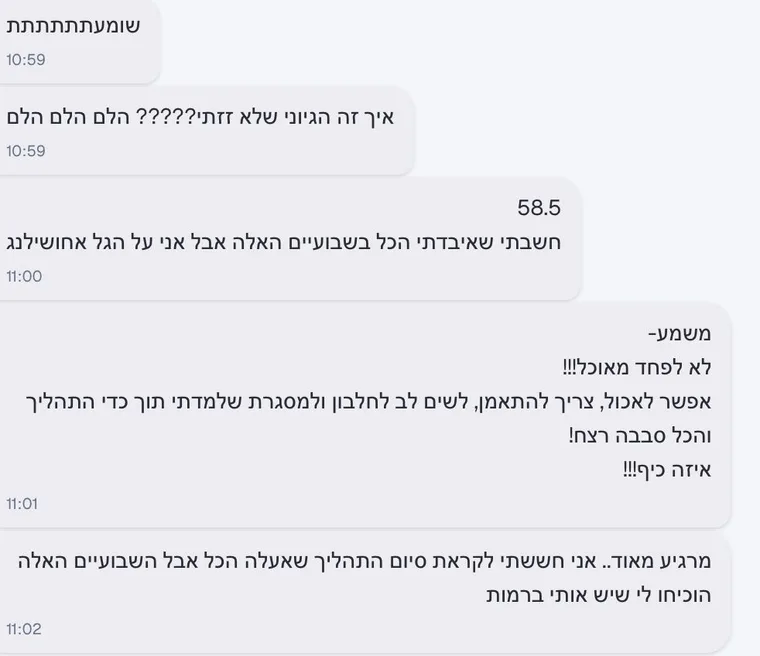 שומעתתתתתת
10:59
איך זה הגיוני שלא זזתי????? הלם הלם הלם
10:59
58.5
חשבתי שאיבדתי הכל בשבועיים האלה אבל אני על הגל אחושילנג
11:00
משמע-
לא לפחד מאוכל!!!
אפשר לאכול, צריך להתאמן, לשים לב לחלבון ולמסגרת שלמדתי תוך כדי התהליך
והכל סבבה רצח!
איזה כיף!!!
11:01
מרגיע מאוד.. אני חששתי לקראת סיום התהליך שאעלה הכל אבל השבועיים האלה
הוכיחו לי שיש אותי ברמות
11:02